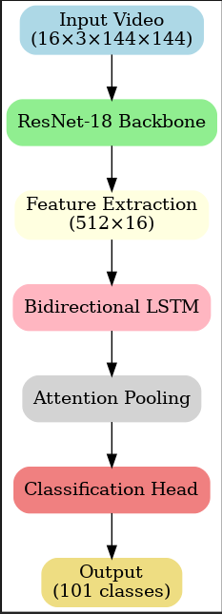 Input Video
(16×3×144×144)
ResNet-18 Backbone
Feature Extraction
(512×16)
Bidirectional LSTM
Attention Pooling
Classification Head
Output
(101 classes)